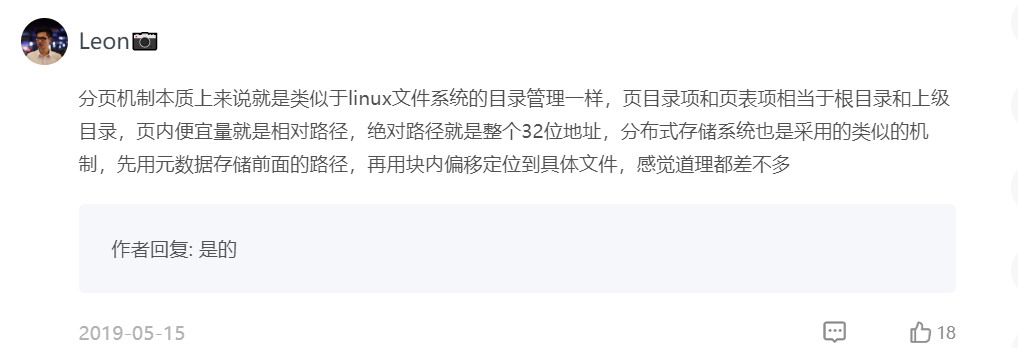 Leon📷
分页机制本质上来说就是类似于linux文件系统的目录管理一样，页目录项和页表项相当于根目录和上级
目录，页内便宜量就是相对路径，绝对路径就是整个32位地址，分布式存储系统也是采用的类似的机
制，先用元数据存储前面的路径，再用块内偏移定位到具体文件，感觉道理都差不多
作者回复: 是的
2019-05-15
18